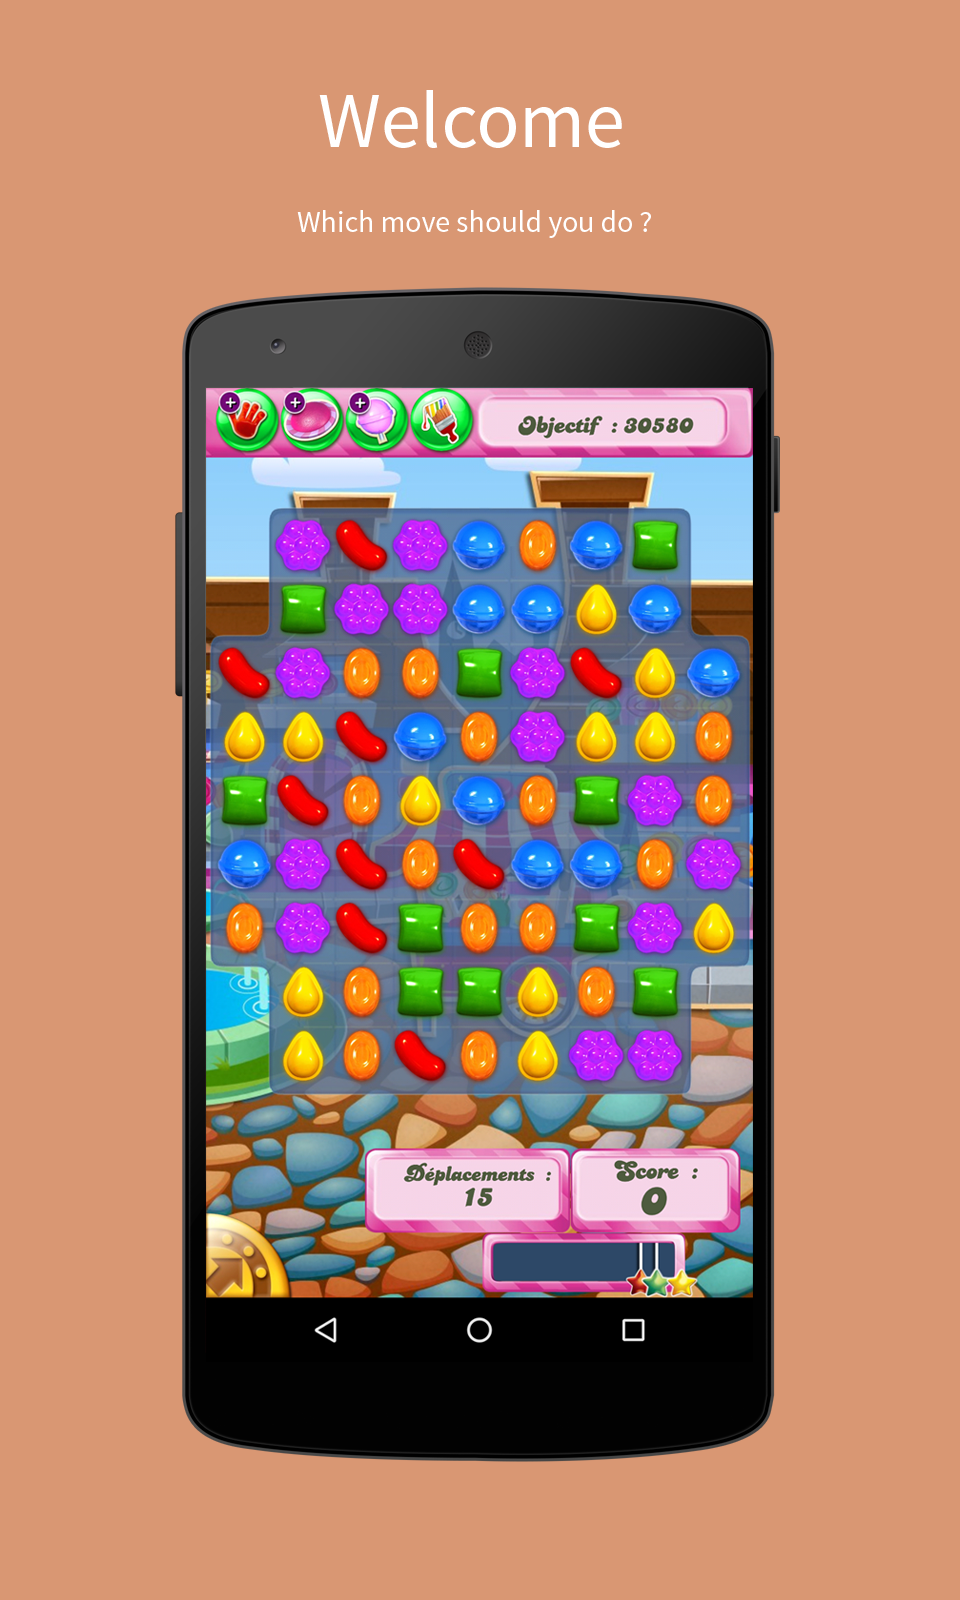 Welcome
Which move should you do ?
Objectif : 30580
Déplacements :
15
Score :
0